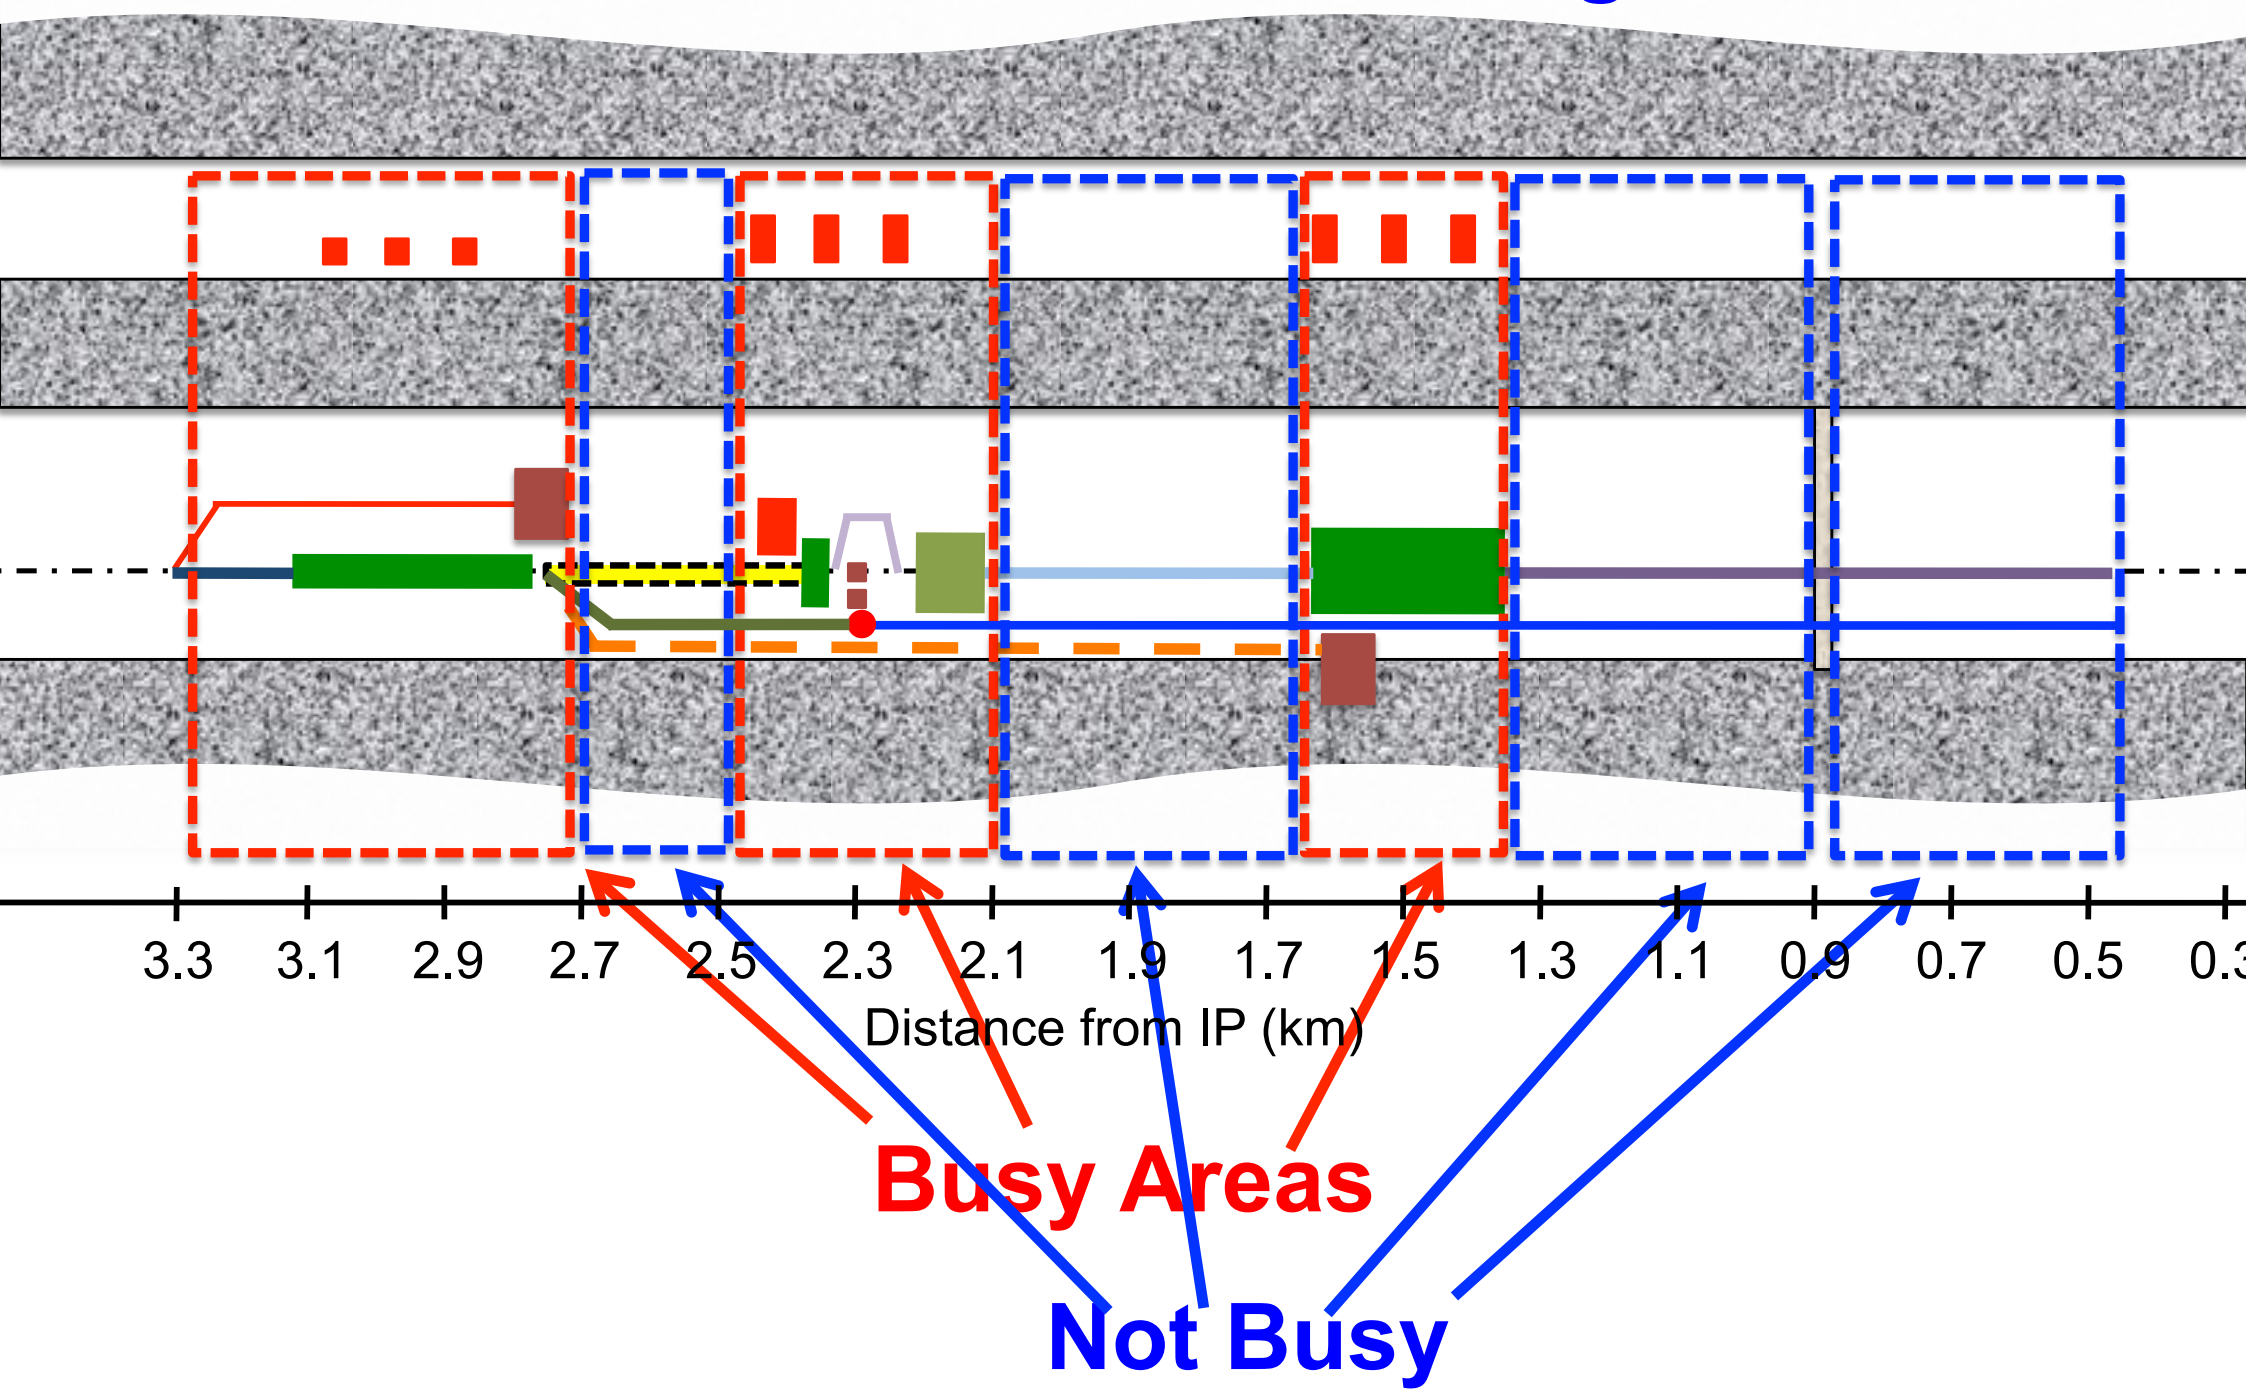 3.3 3.1 2.9 2.7 2.5 2.3 2.1 1.9 1.7 1.5 1.3 1.1 0.9 0.7 0.5
Distance from IP (km)
Busy Areas
Not Busy